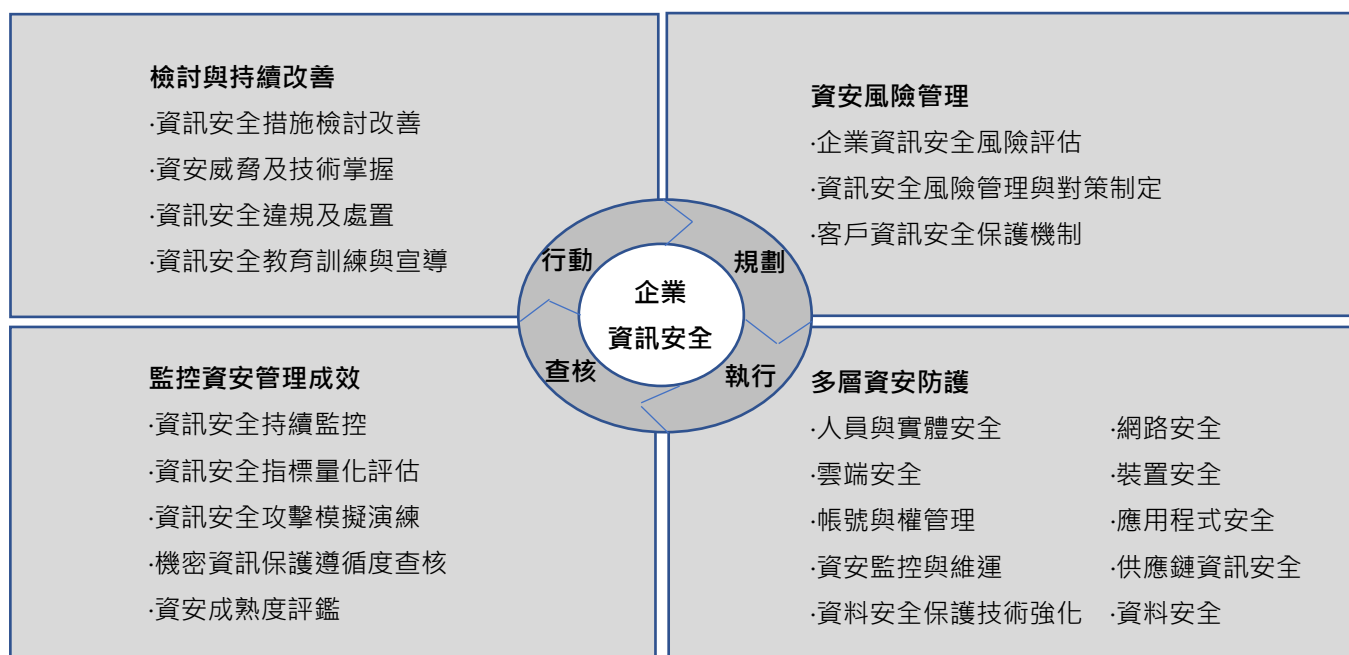 檢討與持續改善
·資訊安全措施檢討改善
·資安威脅及技術掌握
·資訊安全違規及處置
·資訊安全教育訓練與宣導
資安風險管理
·企業資訊安全風險評估
·資訊安全風險管理與對策制定
·客戶資訊安全保護機制
行動
規劃
企業
資訊安全
查核
執行
監控資安管理成效
·資訊安全持續監控
·資訊安全指標量化評估
·資訊安全攻擊模擬演練
·機密資訊保護遵循度查核
·資安成熟度評鑑
多層資安防護
·人員與實體安全
·網路安全
·雲端安全
·裝置安全
·帳號與權管理
·應用程式安全
·資安監控與維運
·供應鏈資訊安全
·資料安全保護技術強化
·資料安全